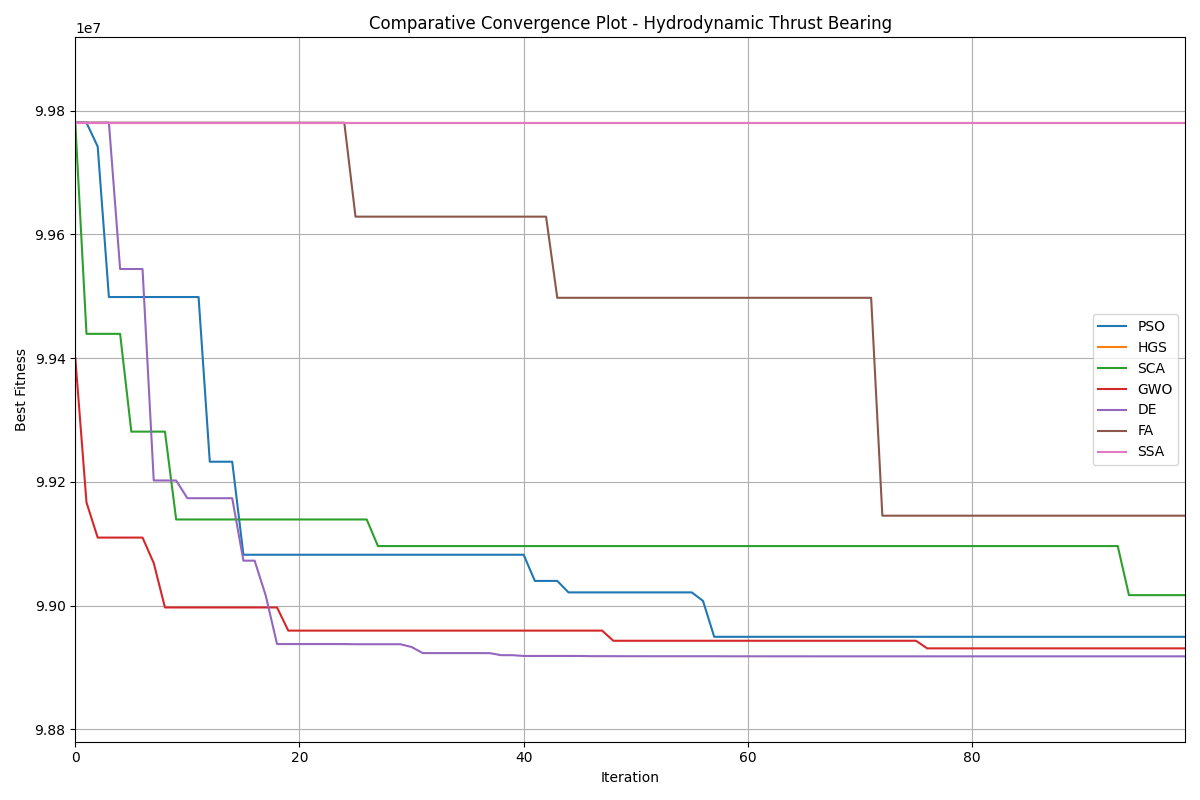 Comparative Convergence Plot - Hydrodynamic Thrust Bearing
1e7
9.98
9.96
9.94
9.92
9.90
9.88
Best Fitness
0 20 40 60 80
Iteration
PSO
HGS
SCA
GWO
DE
FA
SSA